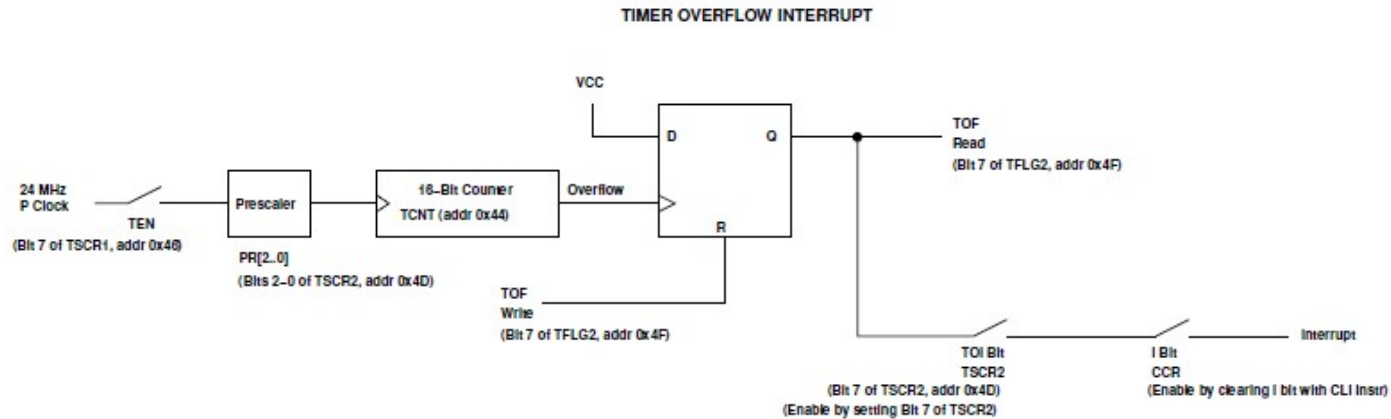 TIMER OVERFLOW INTERRUPT
VCC
D
Q
TOF
Read
(Bit 7 of TFLG2, addr 0x4F)
24 MHz
P Clock
TEN
(Bit 7 of TSCR1, addr 0x46)
Prescaler
PR[2..0]
(Bits 2-0 of TSCR2, addr 0x4D)
16-Bit Counter
TCNT (addr 0x44)
Overflow
R
TOF
Write
(Bit 7 of TFLG2, addr 0x4F)
TOI Bit
TSCR2
(Bit 7 of TSCR2, addr 0x4D)
(Enable by setting Bit 7 of TSCR2)
I Bit
CCR
(Enable by clearing I bit with CLI Instr)
Interrupt